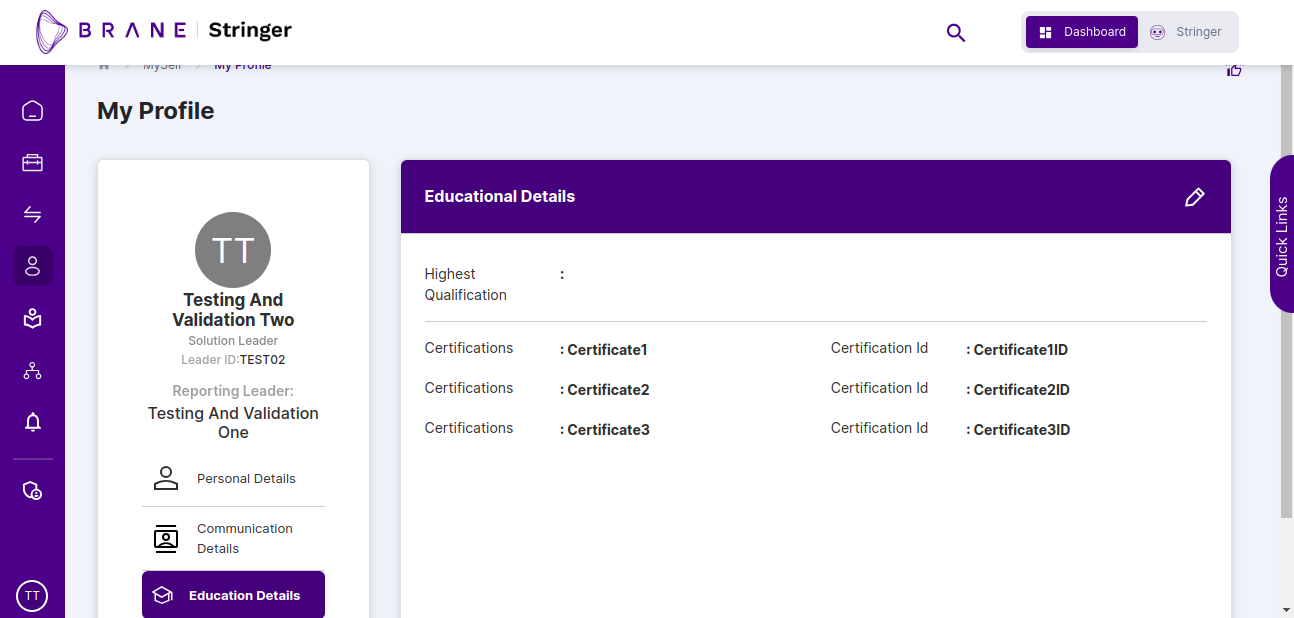 BRANE | Stringer
Dashboard
Stringer
MySelf
My Profile
My Profile
TT
Testing And
Validation Two
Solution Leader
Leader ID:TEST02
Reporting Leader:
Testing And Validation
One
Personal Details
Communication
Details
Education Details
Educational Details
Highest
Qualification
:
Certifications : Certificate1 Certification Id : Certificate1ID
Certifications : Certificate2 Certification Id : Certificate2ID
Certifications : Certificate3 Certification Id : Certificate3ID
Quick Links
TT